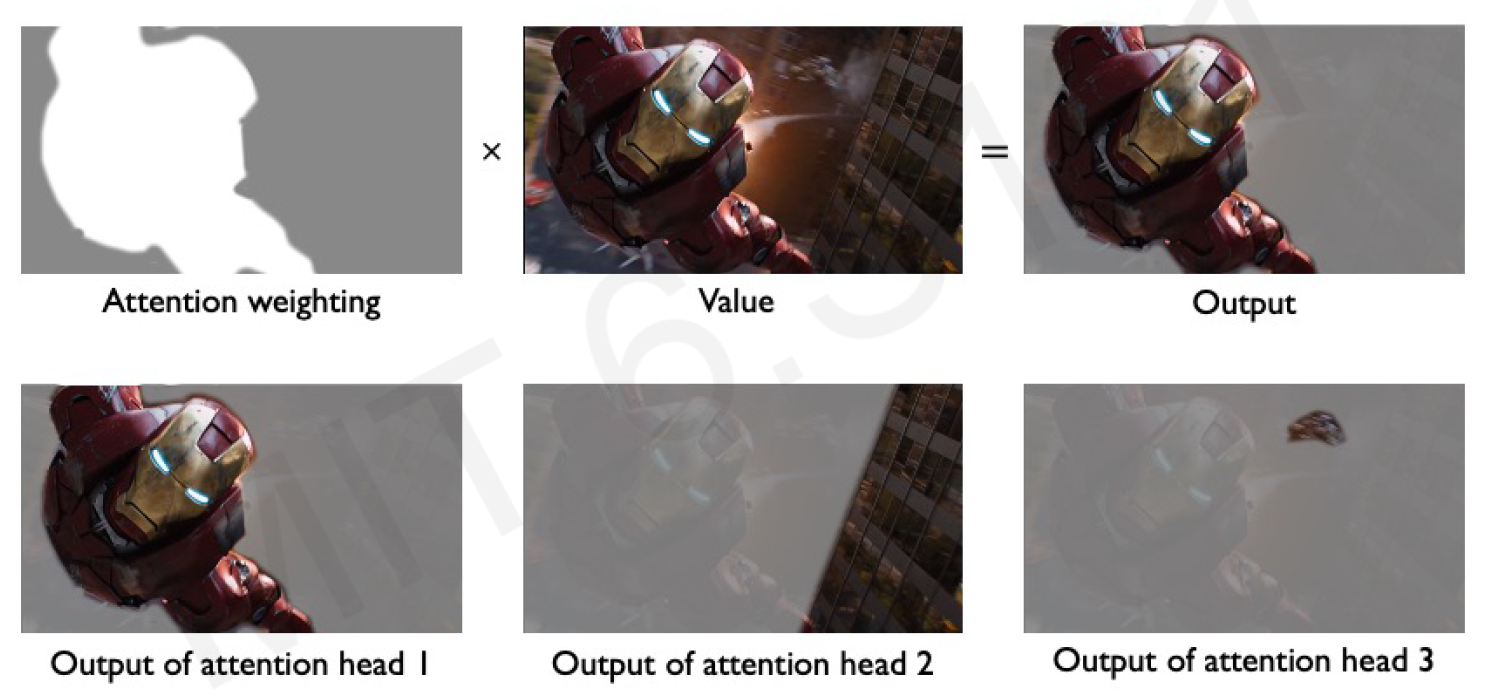 ×
=
Attention weighting
Value
Output
Output of attention head 1
Output of attention head 2
Output of attention head 3